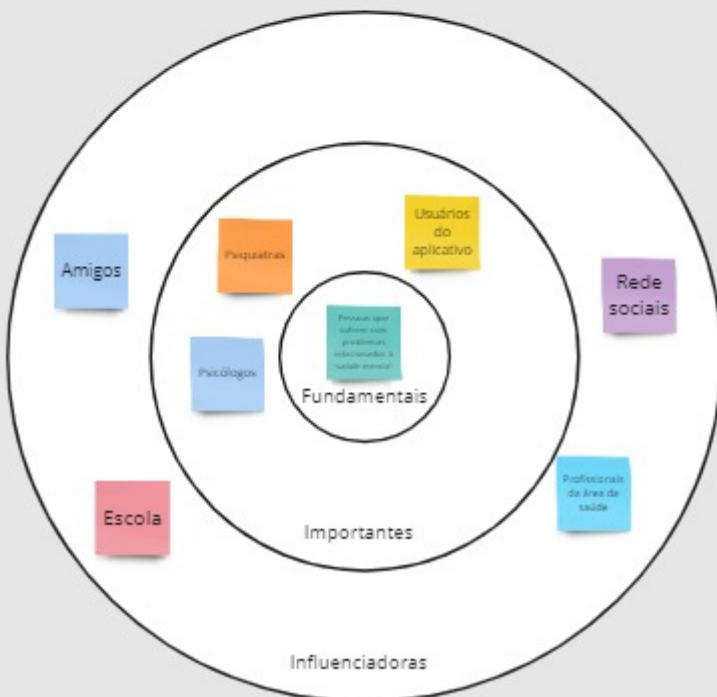 Usuários
do
aplicativo
Psiquiatras
Amigos
Rede
sociais
Pessoas que
sofrem com
problemas
relacionados à
saúde mental
Psicólogos
Fundamentais
Profissionais
da área da
saúde
Escola
Importantes
Influenciadoras